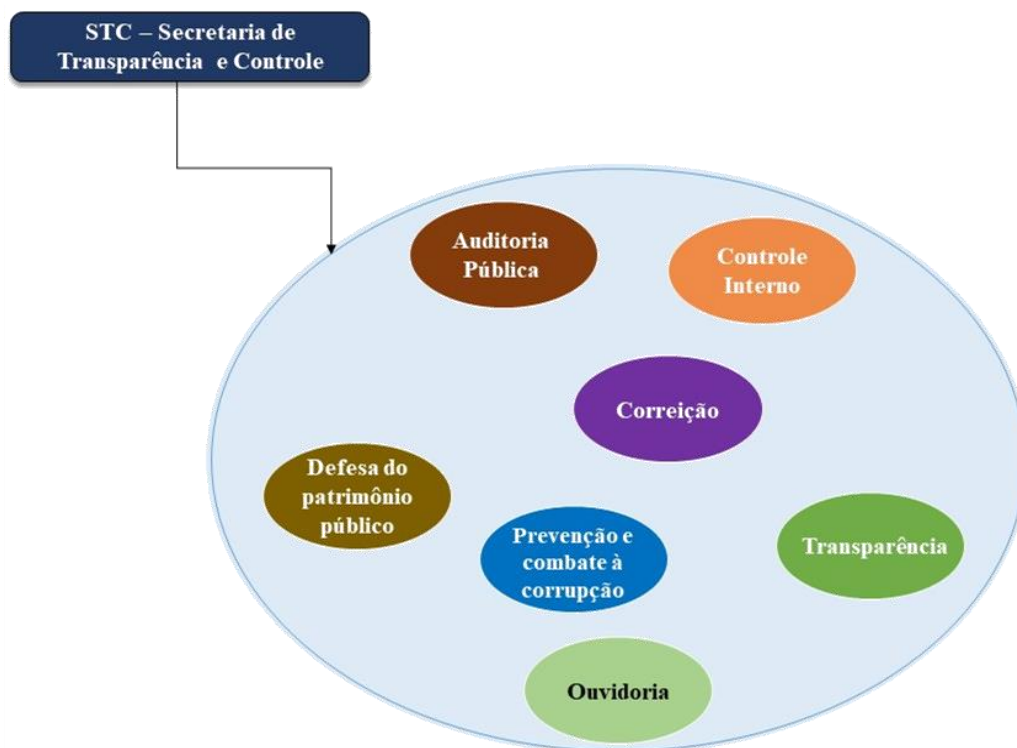 STC – Secretaria de
Transparência e Controle
Auditoria
Pública
Controle
Interno
Correição
Defesa do
patrimônio
público
Prevenção e
combate à
corrupção
Transparência
Ouvidoria